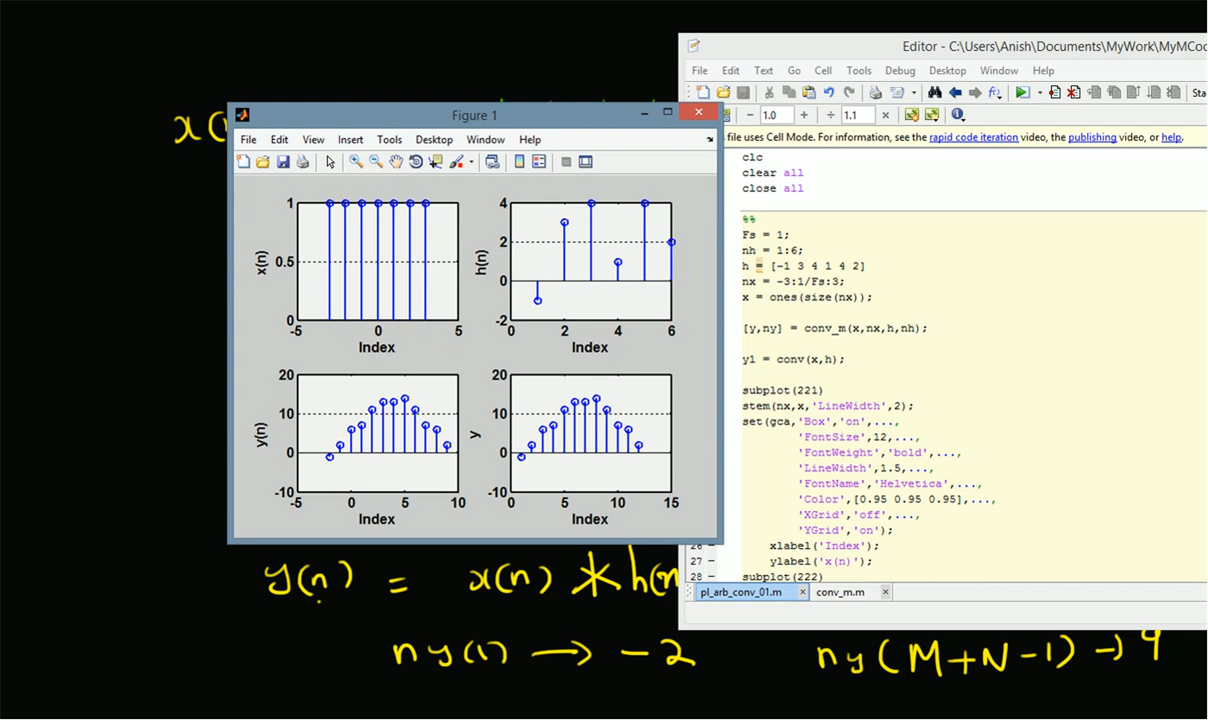 Editor - C:\Users\Anish\Documents\MyWork\MyMCo
File Edit Text Go Cell Tools Debug Desktop Window Help
- 1.0 + ÷ 1.1 ×
file uses Cell Mode. For information, see the rapid code iteration video, the publishing video, or help.
clc
clear all
close all
%%
Fs = 1;
nh = 1:6;
h = [-1 3 4 1 4 2]
nx = -3:1/Fs:3;
x = ones(size(nx));
[y,ny] = conv_m(x,nx,h,nh);
y1 = conv(x,h);
subplot(221)
stem(nx,x,'LineWidth',2);
set(gca,'Box','on',...,
'FontSize',12,...,
'FontWeight','bold',...,
'LineWidth',1.5,...,
'FontName','Helvetica',...,
'Color',[0.95 0.95 0.95],...,
'XGrid','off',...,
'YGrid','on');
26 - xlabel('Index');
27 - ylabel('x(n)');
28 - subplot(222)
pl_arb_conv_01.m × conv_m.m ×
x(
Figure 1
File Edit View Insert Tools Desktop Window Help
1
0.5
0
x(n)
-5 0 5
Index
4
2
0
-2
h(n)
0 2 4 6
Index
20
10
0
-10
y(n)
-5 0 5 10
Index
20
10
0
-10
y
0 5 10 15
Index
y(n) = x(n) * h(n
ny(1) → -2 ny(M+N-1) → 9